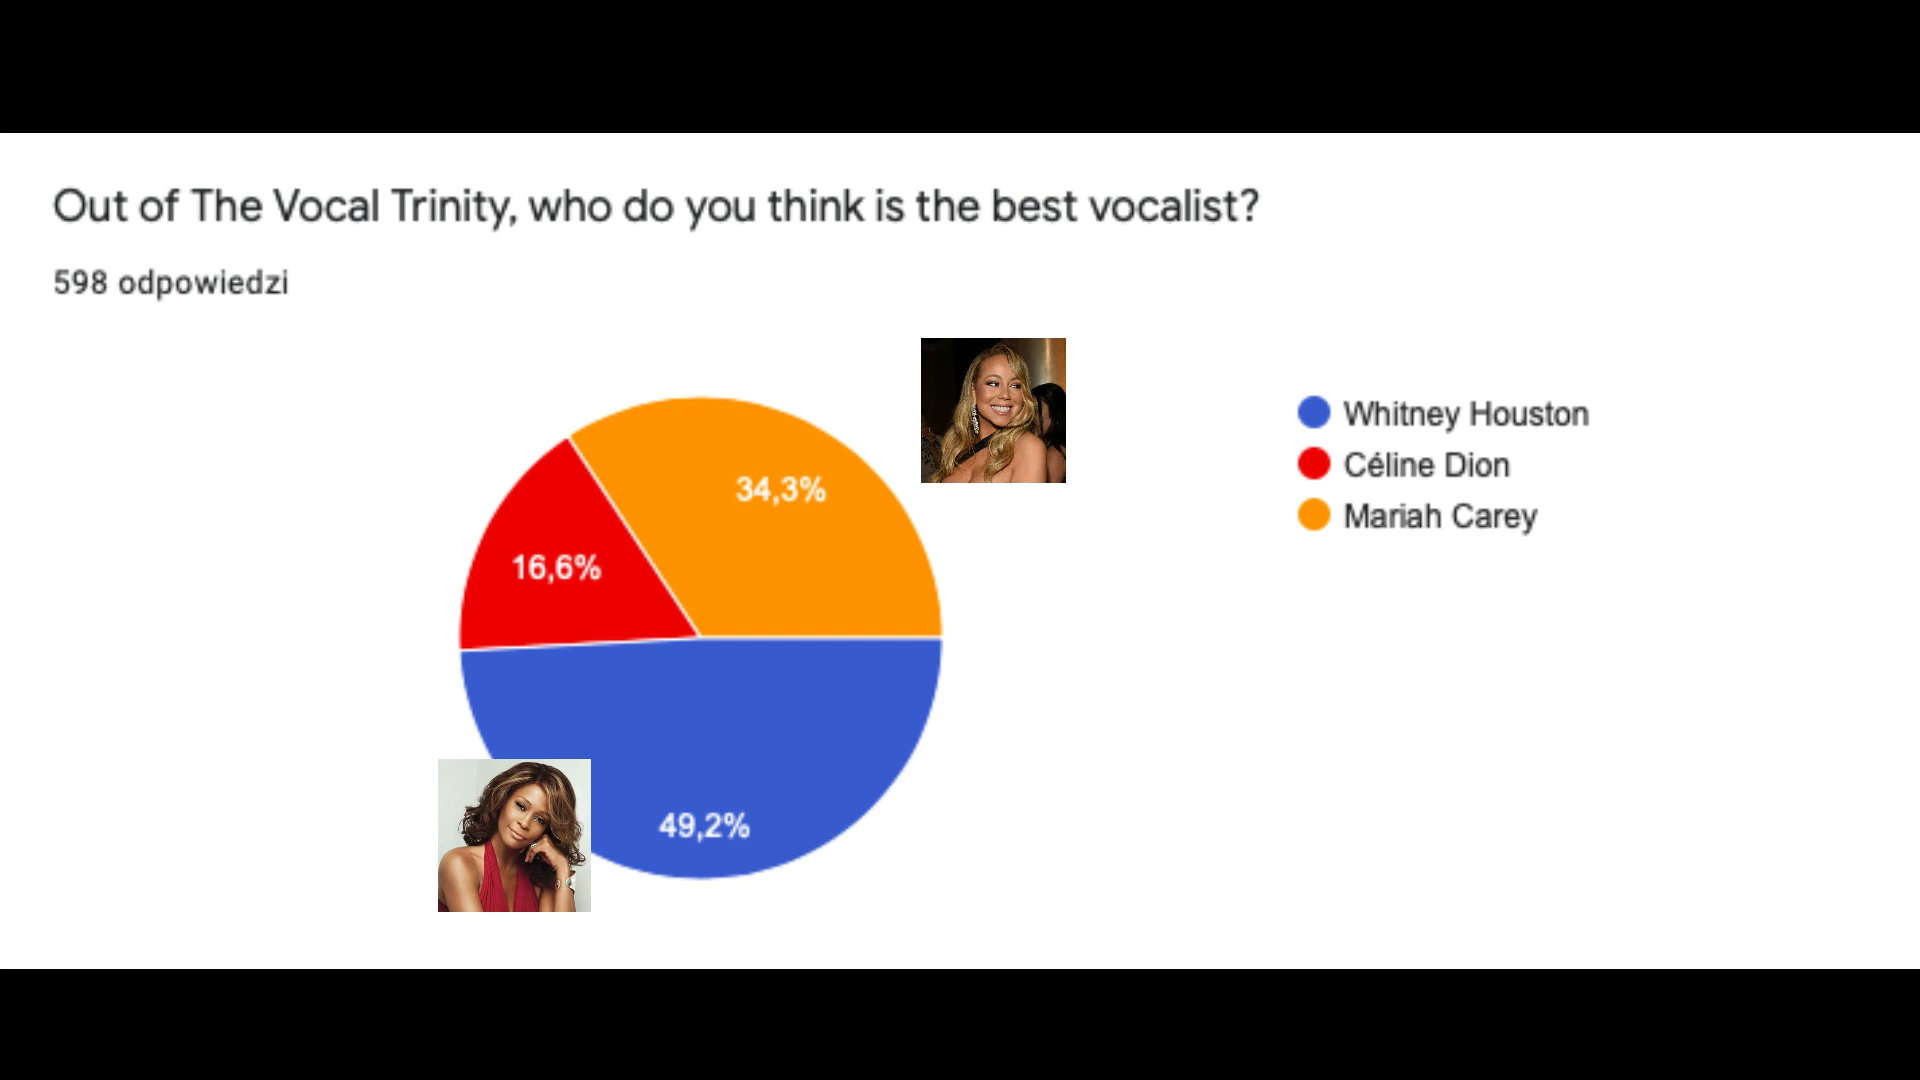 Out of The Vocal Trinity, who do you think is the best vocalist?
598 odpowiedzi
34,3%
16,6%
49,2%
Whitney Houston
Céline Dion
Mariah Carey